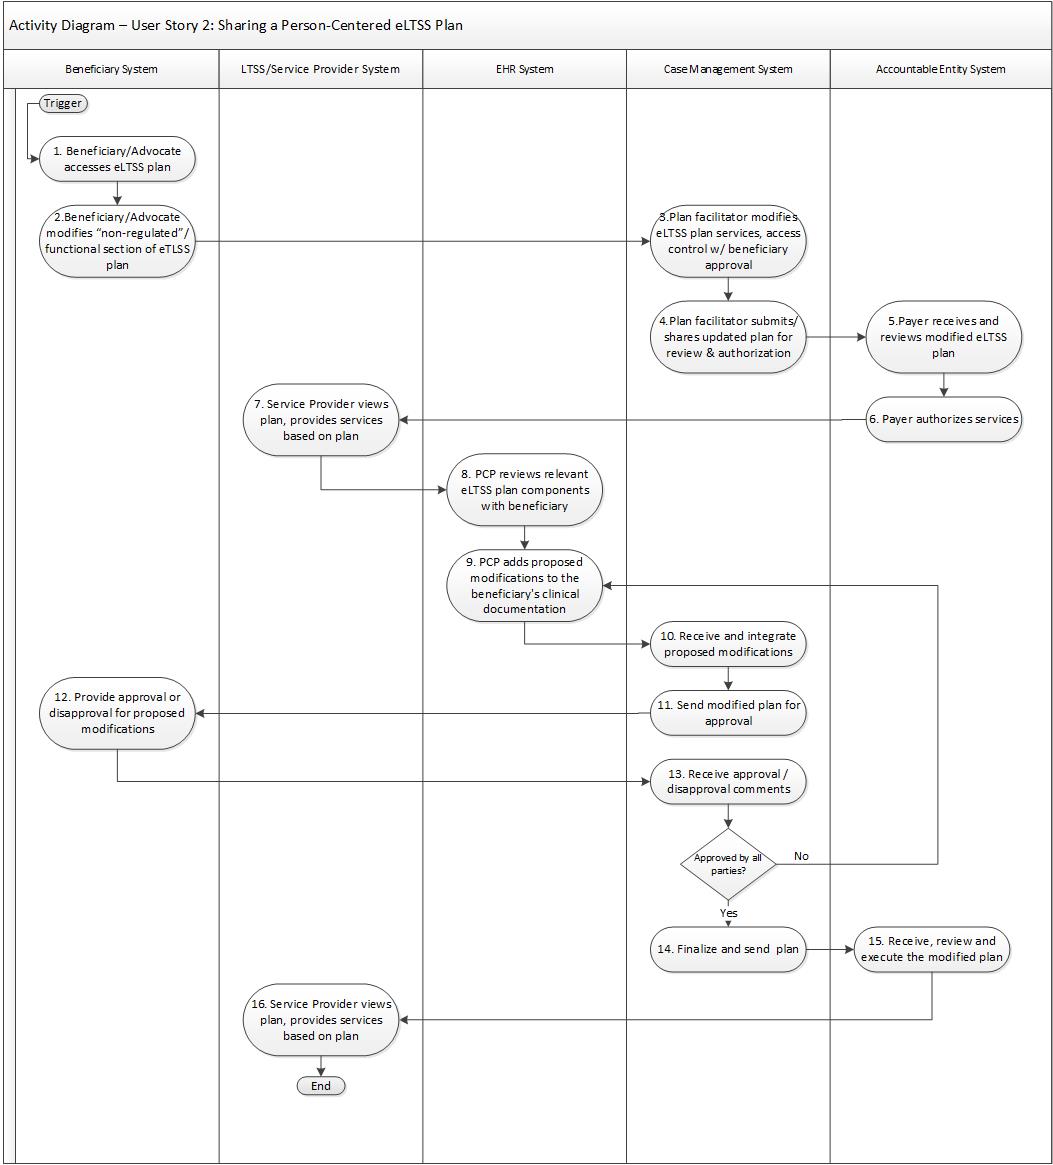 Activity Diagram – User Story 2: Sharing a Person-Centered eLTSS Plan
Beneficiary System
LTSS/Service Provider System
EHR System
Case Management System
Accountable Entity System
Trigger
1. Beneficiary/Advocate
accesses eLTSS plan
2.Beneficiary/Advocate
modifies “non-regulated”/
functional section of eTLSS
plan
3.Plan facilitator modifies
eLTSS plan services, access
control w/ beneficiary
approval
4.Plan facilitator submits/
shares updated plan for
review & authorization
5.Payer receives and
reviews modified eLTSS
plan
6. Payer authorizes services
7. Service Provider views
plan, provides services
based on plan
8. PCP reviews relevant
eLTSS plan components
with beneficiary
9. PCP adds proposed
modifications to the
beneficiary's clinical
documentation
10. Receive and integrate
proposed modifications
11. Send modified plan for
approval
12. Provide approval or
disapproval for proposed
modifications
13. Receive approval /
disapproval comments
Approved by all
parties?
No
Yes
14. Finalize and send plan
15. Receive, review and
execute the modified plan
16. Service Provider views
plan, provides services
based on plan
End